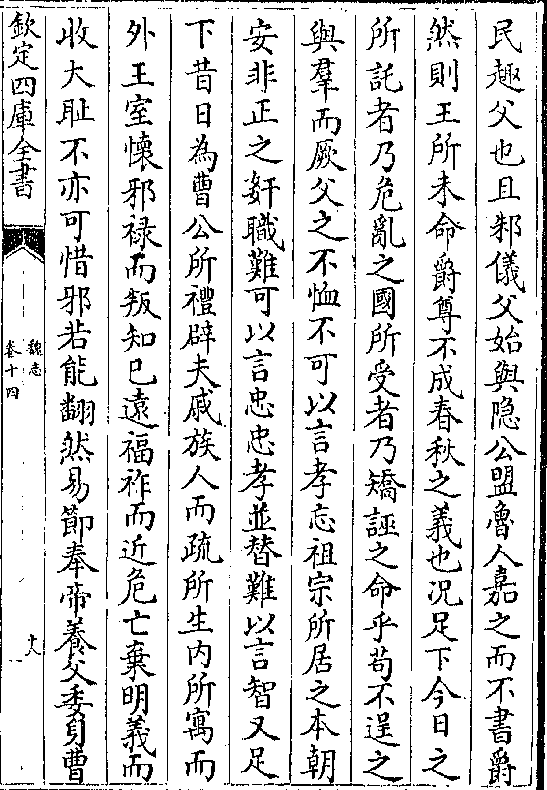 民趣父也且邾儀父始與隐公盟魯人嘉之而不書爵
然則王所未命爵尊不成春秋之義也况足下今日之
所託者乃危亂之國所受者乃矯誣之命乎苟不逞之
與羣而厥父之不恤不可以言孝忘祖宗所居之本朝
安非正之奸職難可以言忠忠孝並替難以言智又足
下昔日為曹公所禮辟夫戚族人而疏所生内所寓而
外王室懷邪禄而叛知已遠福祚而近危亡棄明義而
收大耻不亦可惜邪若能翻然易節奉帝養父委身曹
欽定四庫全書
魏志
卷十四
十八